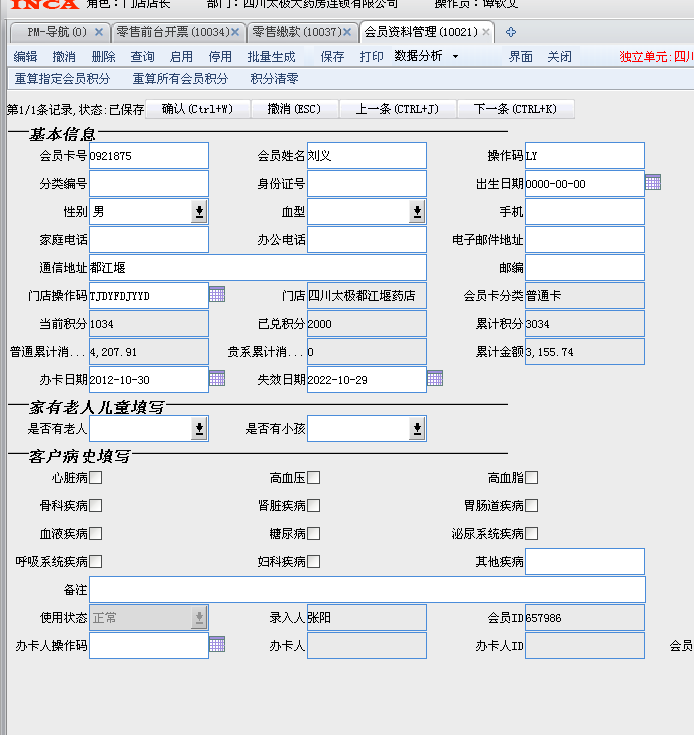 INCA 角色：门店店长 部门：四川太极大药房连锁有限公司 操作员：谭钦文
PM-导航(0) 零售前台开票(10034) 零售缴款(10037) 会员资料管理(10021)
编辑 撤消 删除 查询 启用 停用 批量生成 保存 打印 数据分析 界面 关闭 独立单元:四川
重算指定会员积分 重算所有会员积分 积分清零
第1/1条记录,状态:已保存 确认(Ctrl+W) 撤消(ESC) 上一条(CTRL+J) 下一条(CTRL+K)
基本信息
会员卡号 0921875 会员姓名 刘义 操作码 LY
分类编号 身份证号 出生日期 0000-00-00
性别 男 血型 手机
家庭电话 办公电话 电子邮件地址
通信地址 都江堰 邮编
门店操作码 TJDYFDJYYD 门店 四川太极都江堰药店 会员卡分类 普通卡
当前积分 1034 已兑积分 2000 累计积分 3034
普通累计消... 4,207.91 贵系累计消... 0 累计金额 3,155.74
办卡日期 2012-10-30 失效日期 2022-10-29
家有老人儿童填写
是否有老人 是否有小孩
客户病史填写
心脏病 高血压 高血脂
骨科疾病 肾脏疾病 胃肠道疾病
血液疾病 糖尿病 泌尿系统疾病
呼吸系统疾病 妇科疾病 其他疾病
备注
使用状态 正常 录入人 张阳 会员ID 657986
办卡人操作码 办卡人 办卡人ID 会员